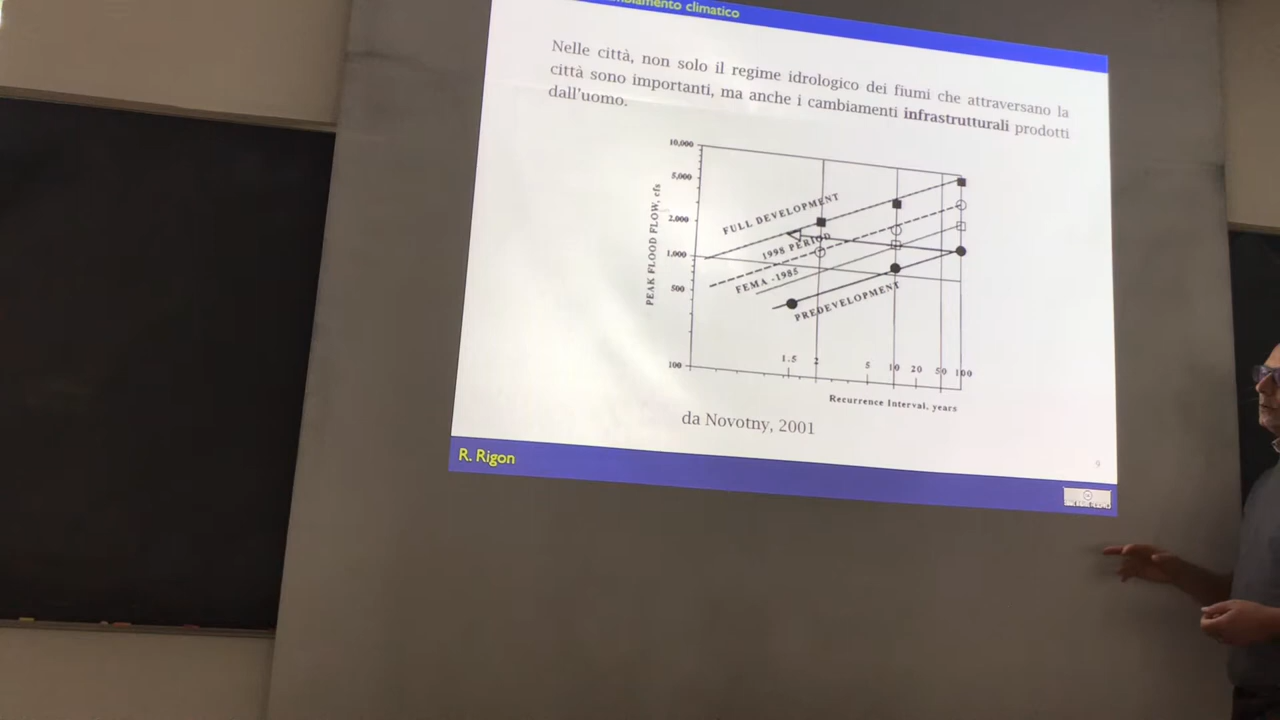 climatico
Nelle città, non solo il regime idrologico dei fiumi che attraversano la
città sono importanti, ma anche i cambiamenti infrastrutturali prodotti
dall'uomo.
10,000
5,000
2,000
1,000
500
100
PEAK FLOOD FLOW, cfs
FULL DEVELOPMENT
1998 PERIOD
FEMA -1985
PREDEVELOPMENT
1.5 2 5 10 20 50 100
Recurrence Interval, years
da Novotny, 2001
9
R. Rigon